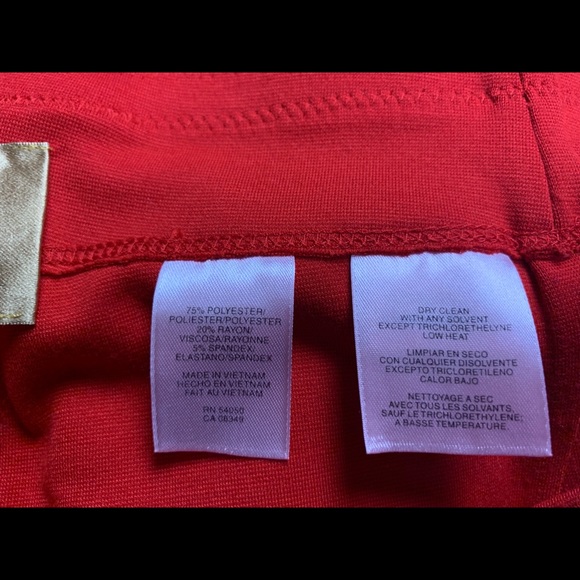 75% POLYESTER/
POLIESTER/POLYESTER
20% RAYON/
VISCOSA/RAYONNE
5% SPANDEX/
ELASTANO/SPANDEX
MADE IN VIETNAM
HECHO EN VIETNAM
FAIT AU VIETNAM
RN 54050
CA 08349
DRY CLEAN
WITH ANY SOLVENT
EXCEPT TRICHLORETHELYNE
LOW HEAT
LIMPIAR EN SECO
CON CUALQUIER DISOLVENTE
EXCEPTO TRICLORETILENO
CALOR BAJO
NETTOYAGE A SEC
AVEC TOUS LES SOLVANTS,
SAUF LE TRICHLORETHYLENE;
A BASSE TEMPERATURE.